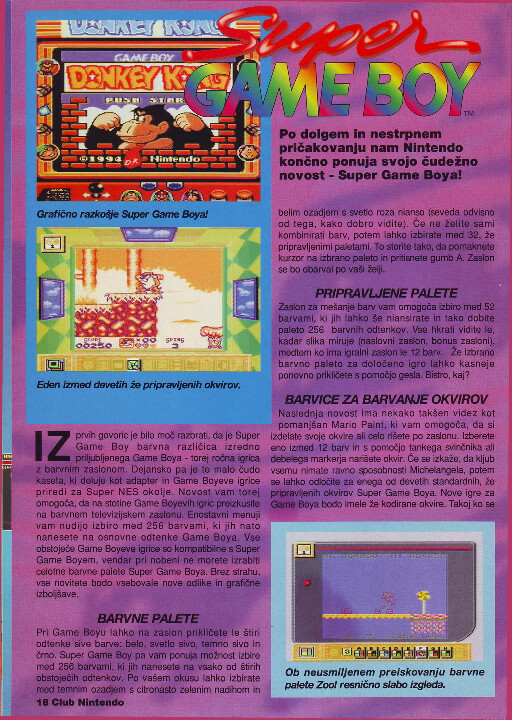 Super
GAME BOY™
Po dolgem in nestrpnem
pričakovanju nam Nintendo
končno ponuja svojo čudežno
novost - Super Game Boya!
DONKEY KONG
GAME BOY
DONKEY KONG
PUSH START
©1994 Nintendo
Grafično razkošje Super Game Boya!
SCORE
00250
Eden izmed devetih že pripravljenih okvirov.
IZ prvih govoric je bilo moč razbrati, da je Super
Game Boy barvna različica izredno
priljubljenega Game Boya - torej ročna igrica
z barvnim zaslonom. Dejansko pa je to malo čudo
kaseta, ki deluje kot adapter in Gameboyeve igrice
priredi za Super NES okolje. Novost vam torej
omogoča, da na stotine Game Boyevih igric preizkusite
na barvnem televizijskem zaslonu. Enostavni menuji
vam nudijo izbiro med 256 barvami, ki jih nato
nanesete na osnovne odtenke Game Boya. Vse
obstoječe Game Boyeve igrice so kompatibilne s Super
Game Boyem, vendar pri nobeni ne morete izrabiti
celotne barvne palete Super Game Boya. Brez strahu,
vse novitete bodo vsebovale nove odlike in grafične
izboljšave.
BARVNE PALETE
Pri Game Boyu lahko na zaslon prikličete le štiri
odtenke sive barve: belo, svetlo sivo, temno sivo in
črno. Super Game Boy pa vam ponuja možnost izbire
med 256 barvami, ki jih nanesete na vsako od štirih
obstoječih odtenkov. Po vašem okusu lahko izbirate
med temnim ozadjem s citronasto zelenim nadihom in
18 Club Nintendo
belim ozadjem s svetlo roza nianso (seveda odvisno
od tega, kako dobro vidite). Če ne želite sami
kombinirati barv, potem lahko izbirate med 32, že
pripravljenimi paletami. To storite tako, da pomaknete
kurzor na izbrano paleto in pritisnete gumb A. Zaslon
se bo obarval po vaši želji.
PRIPRAVLJENE PALETE
Zaslon za mešanje barv vam omogoča izbiro med 52
barvami, ki jih lahko še niansirate in tako dobite
paleto 256 barvnih odtenkov. Vse hkrati vidite le,
kadar slika miruje (naslovni zaslon, bonus zasloni),
medtem ko ima igralni zaslon le 12 barv. Že izbrano
barvno paleto za določeno igro lahko kasneje
ponovno prikličete s pomočjo gesla. Bistro, kaj?
BARVICE ZA BARVANJE OKVIROV
Naslednja novost ima nekako takšen videz kot
pomanjšan Mario Paint, ki vam omogoča, da si
izdelate svoje okvire ali celo rišete po zaslonu. Izberete
eno izmed 12 barv in s pomočjo tankega svinčnika ali
debelega markerja narišete okvir. Če se izkaže, da kljub
vsemu nimate ravno sposobnosti Michelangela, potem
se lahko odločite za enega od devetih standardnih, že
pripravljenih okvirov Super Game Boya. Nove igre za
Game Boya bodo imele že kodirane okvire. Takoj ko se
Ob neusmiljenem preiskovanju barvne
palete Zool resnično slabo izgleda.